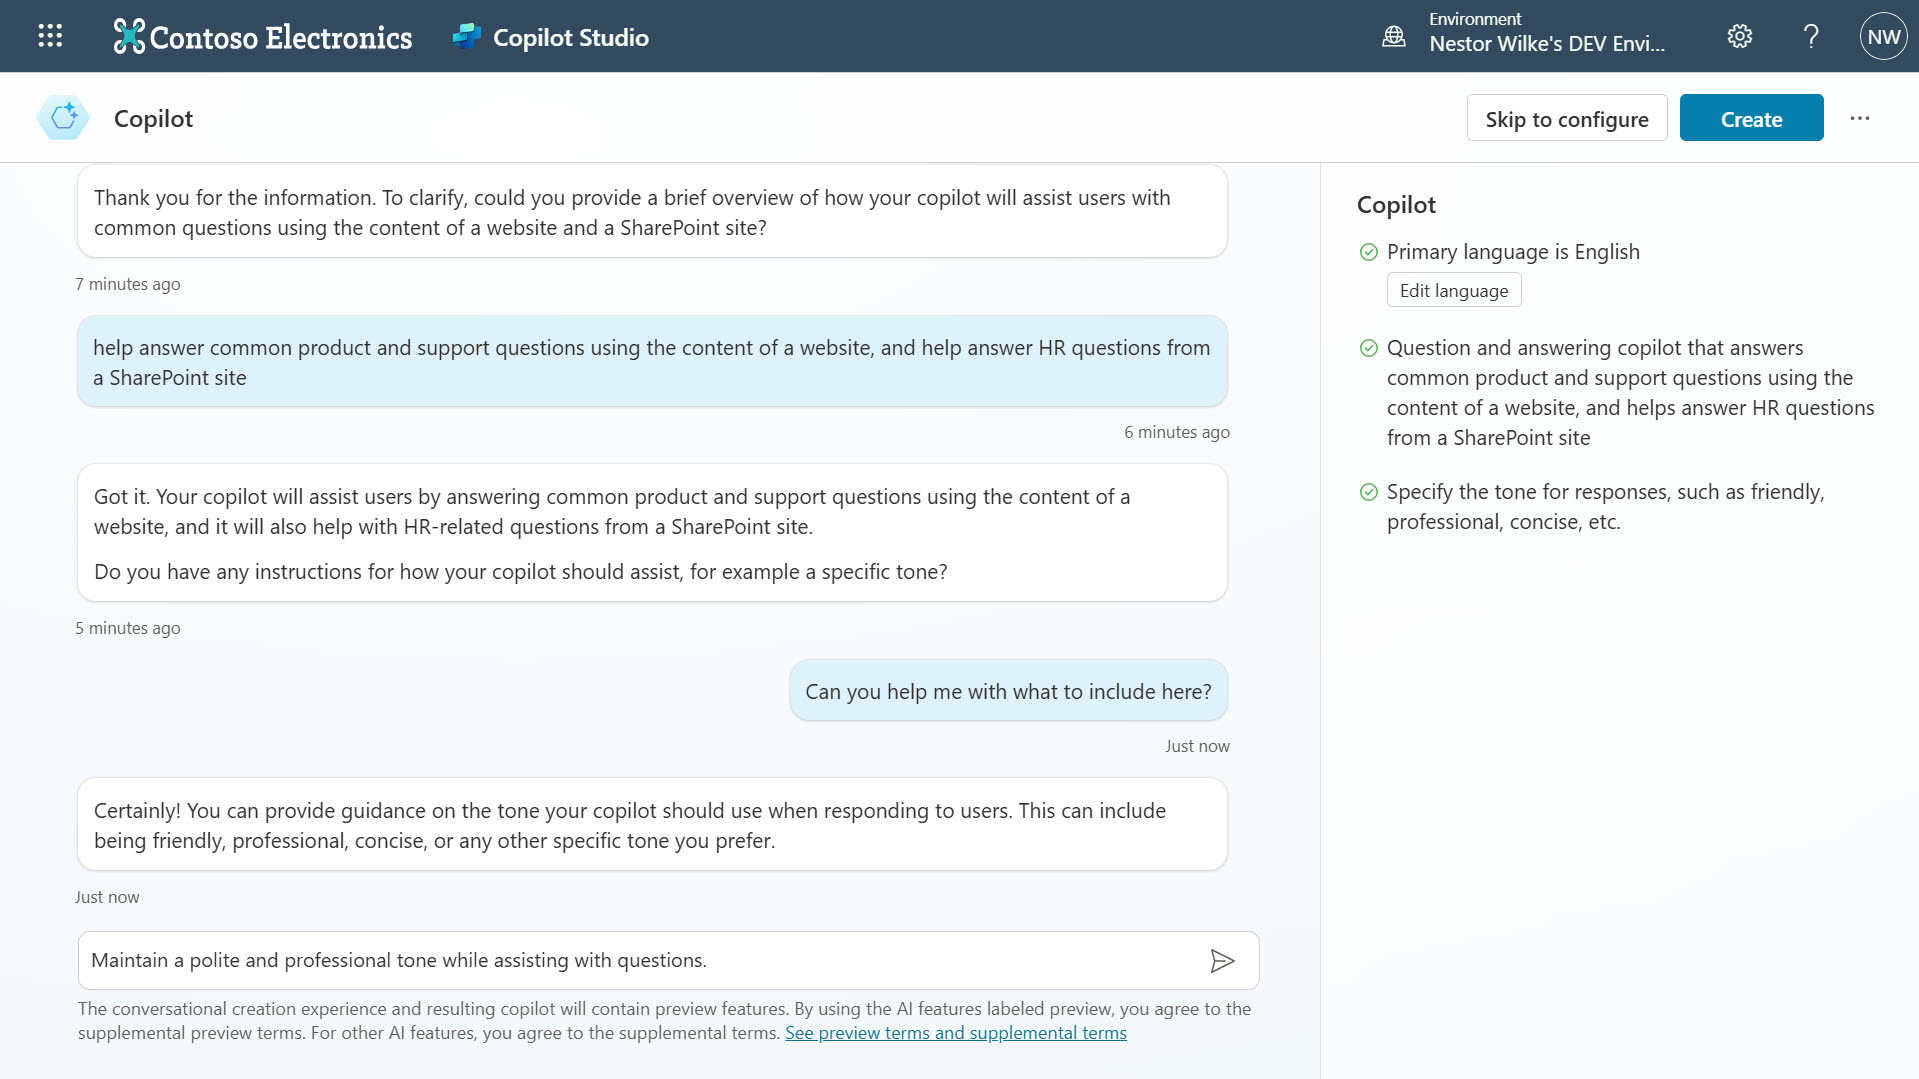 Contoso Electronics
Copilot Studio
Environment
Nestor Wilke's DEV Envi...
?
NW
Copilot
Skip to configure
Create
...
Thank you for the information. To clarify, could you provide a brief overview of how your copilot will assist users with
common questions using the content of a website and a SharePoint site?
7 minutes ago
help answer common product and support questions using the content of a website, and help answer HR questions from
a SharePoint site
6 minutes ago
Got it. Your copilot will assist users by answering common product and support questions using the content of a
website, and it will also help with HR-related questions from a SharePoint site.
Do you have any instructions for how your copilot should assist, for example a specific tone?
5 minutes ago
Can you help me with what to include here?
Just now
Certainly! You can provide guidance on the tone your copilot should use when responding to users. This can include
being friendly, professional, concise, or any other specific tone you prefer.
Just now
Maintain a polite and professional tone while assisting with questions.
The conversational creation experience and resulting copilot will contain preview features. By using the AI features labeled preview, you agree to the
supplemental preview terms. For other AI features, you agree to the supplemental terms. See preview terms and supplemental terms
Copilot
Primary language is English
Edit language
Question and answering copilot that answers
common product and support questions using the
content of a website, and helps answer HR questions
from a SharePoint site
Specify the tone for responses, such as friendly,
professional, concise, etc.